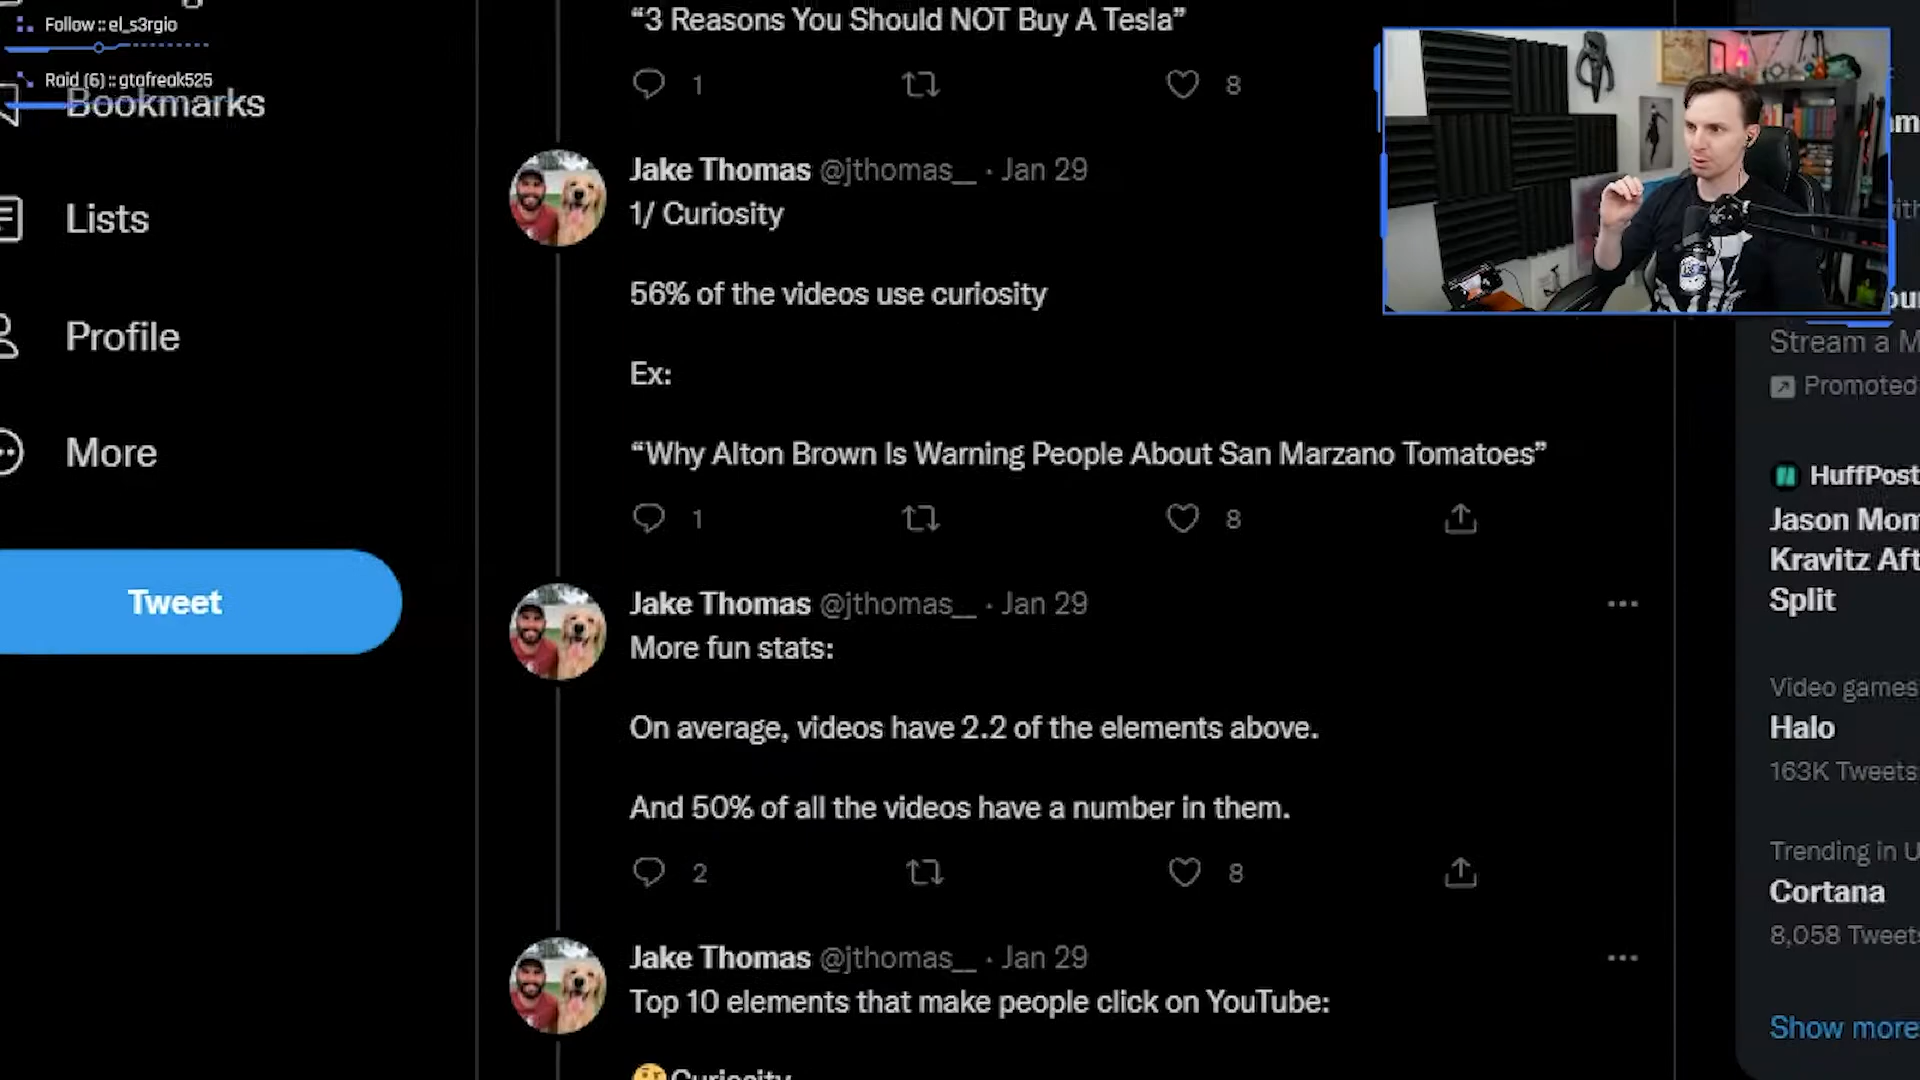 Follow :: el_s3rgio
Raid (6) :: gtafreak525
Bookmarks
Lists
Profile
More
Tweet
“3 Reasons You Should NOT Buy A Tesla”
1 8
Jake Thomas @jthomas__ · Jan 29
1/ Curiosity
56% of the videos use curiosity
Ex:
“Why Alton Brown Is Warning People About San Marzano Tomatoes”
1 8
Jake Thomas @jthomas__ · Jan 29
More fun stats:
On average, videos have 2.2 of the elements above.
And 50% of all the videos have a number in them.
2 8
Jake Thomas @jthomas__ · Jan 29
Top 10 elements that make people click on YouTube:
🤔Curiosity
Stream a M
Promoted
HuffPost
Jason Mom
Kravitz Aft
Split
Video games
Halo
163K Tweets
Trending in U
Cortana
8,058 Tweets
Show more